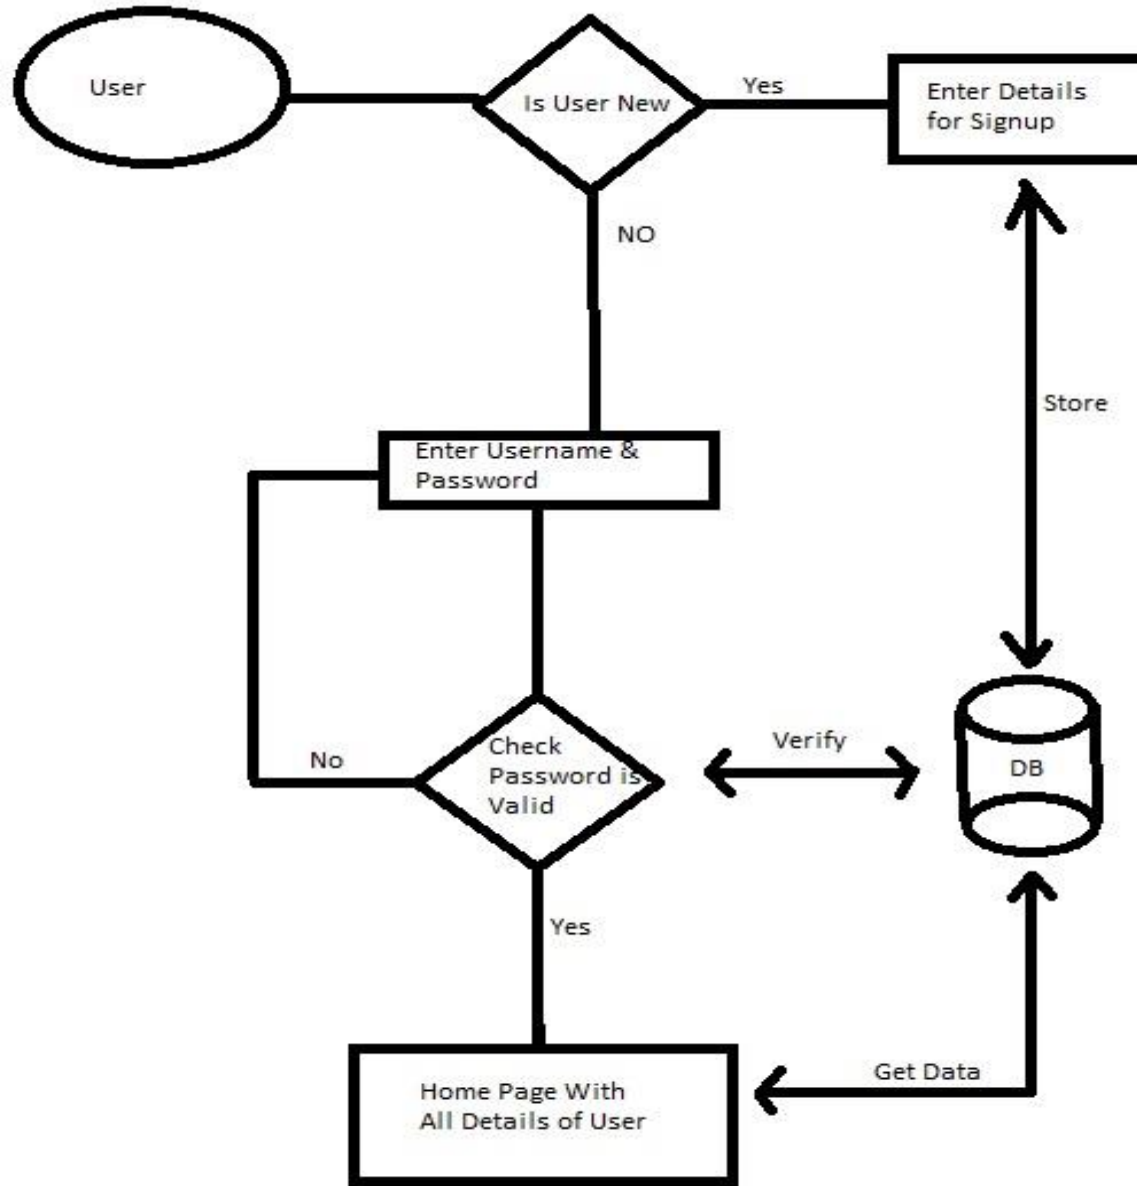 User
Is User New
Yes
Enter Details
for Signup
NO
Store
Enter Username &
Password
No
Check
Password is
Valid
Verify
DB
Yes
Home Page With
All Details of User
Get Data